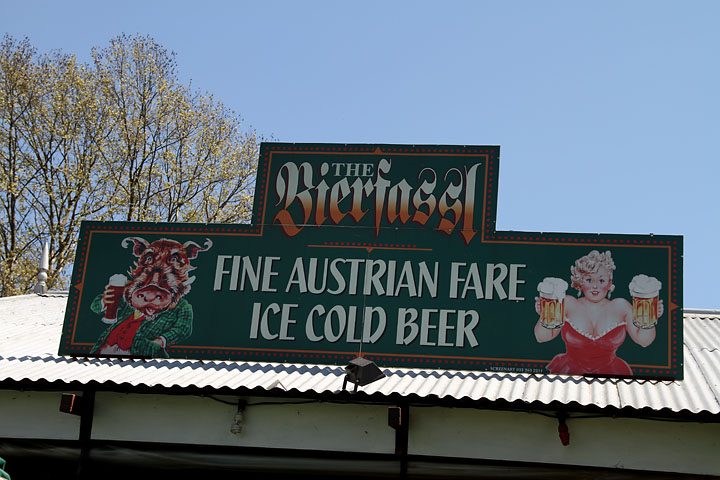 THE
Bierfassl
FINE AUSTRIAN FARE
ICE COLD BEER